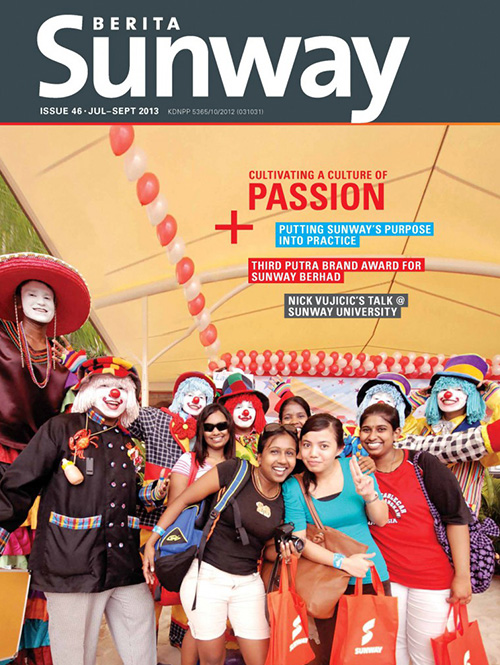 BERITA
Sunway
ISSUE 46 · JUL–SEPT 2013 KDNPP 5365/10/2012 (031031)
CULTIVATING A CULTURE OF
PASSION
+
PUTTING SUNWAY'S PURPOSE
INTO PRACTICE
THIRD PUTRA BRAND AWARD FOR
SUNWAY BERHAD
NICK VUJICIC'S TALK @
SUNWAY UNIVERSITY
SUNWAY
SUNWAY